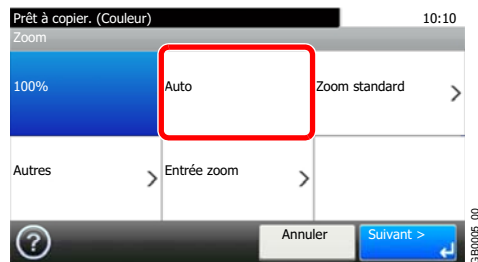 Prêt à copier. (Couleur) 10:10
Zoom
100% Auto Zoom standard >
Autres > Entrée zoom >
? Annuler Suivant >
GB0005_00